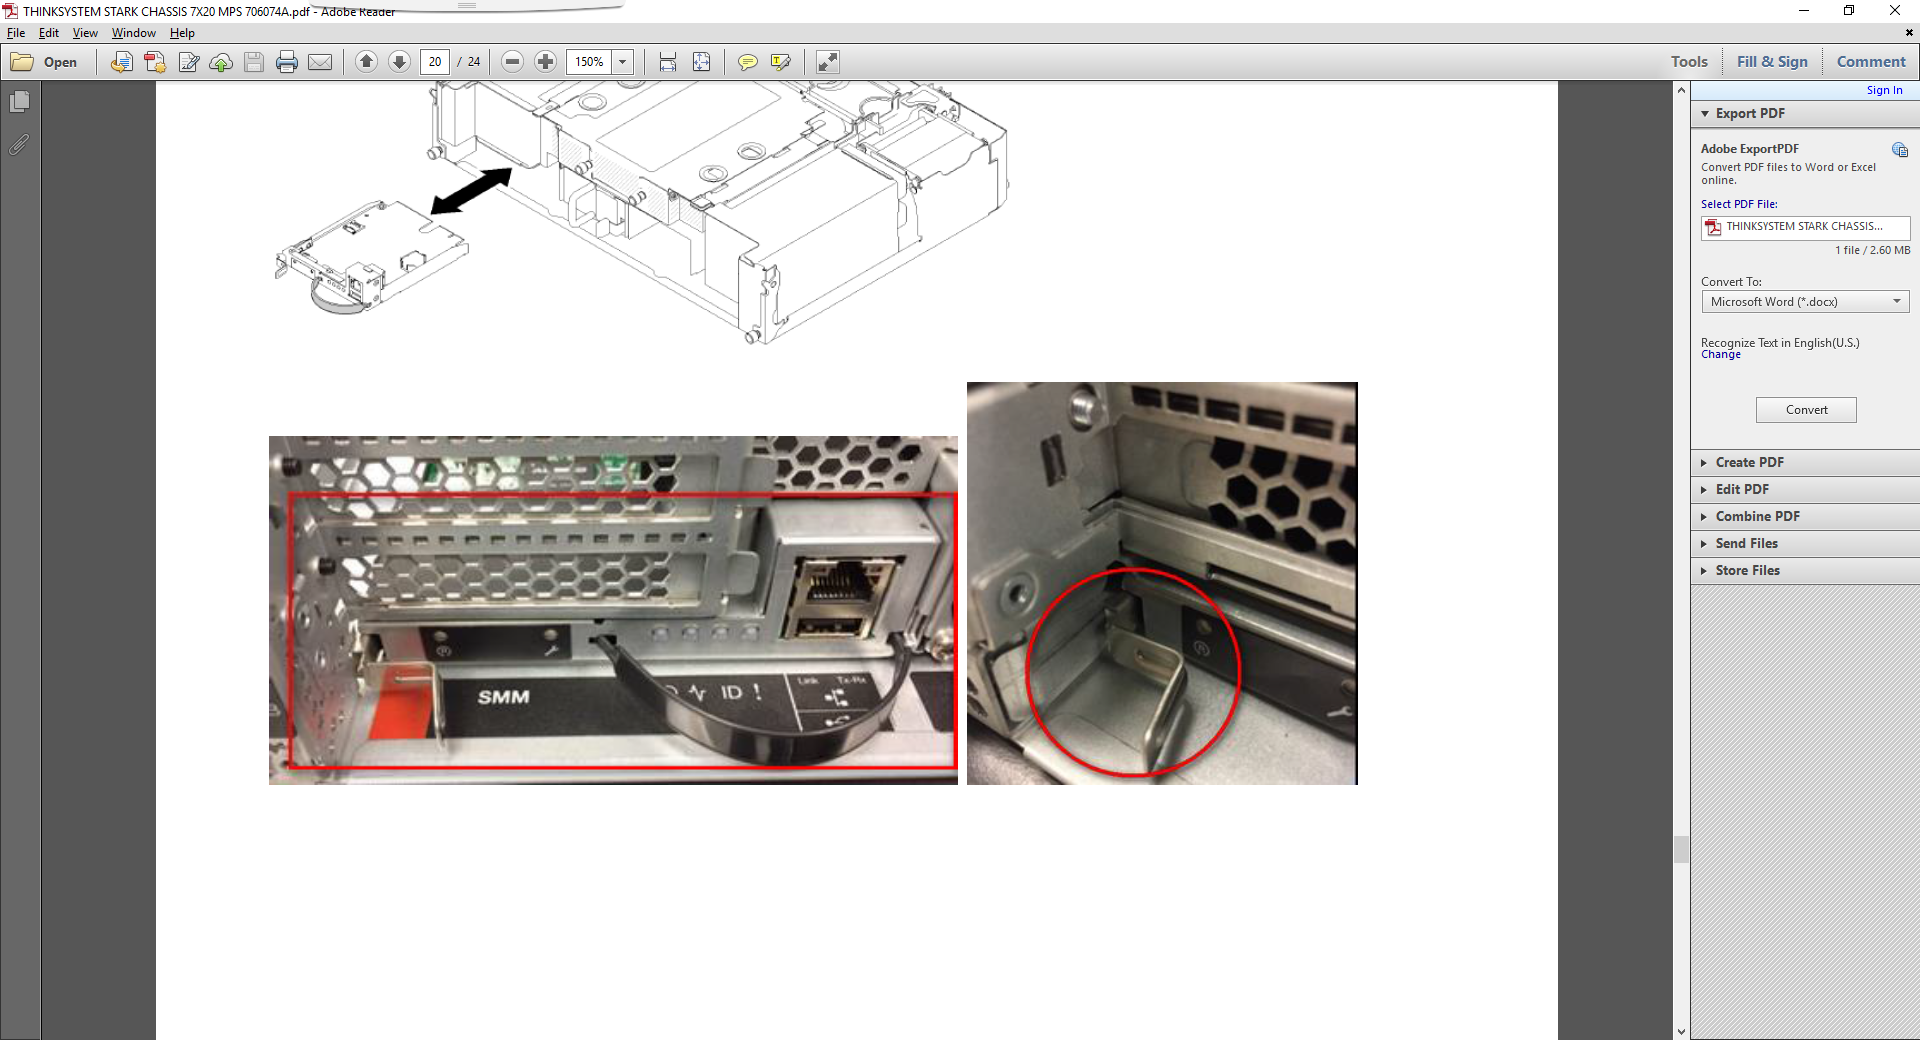 THINKSYSTEM STARK CHASSIS 7X20 MPS 706074A.pdf - Adobe Reader
File Edit View Window Help
Open 20 / 24 150% Tools Fill & Sign Comment
Sign In
Export PDF
Adobe ExportPDF
Convert PDF files to Word or Excel
online.
Select PDF File:
THINKSYSTEM STARK CHASSIS...
1 file / 2.60 MB
Convert To:
Microsoft Word (*.docx)
Recognize Text in English(U.S.)
Change
Convert
Create PDF
Edit PDF
Combine PDF
Send Files
Store Files
SMM
ID !
Link Tx-Rx